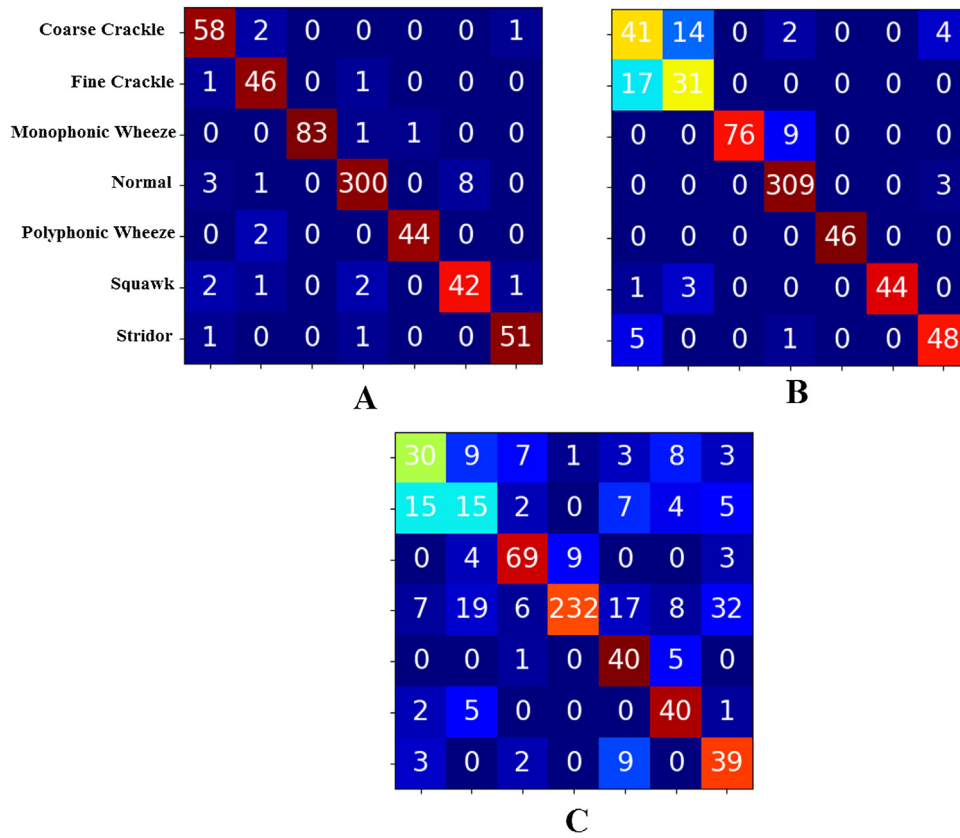 Coarse Crackle 58 2 0 0 0 0 1
Fine Crackle 1 46 0 1 0 0 0
Monophonic Wheeze 0 0 83 1 1 0 0
Normal 3 1 0 300 0 8 0
Polyphonic Wheeze 0 2 0 0 44 0 0
Squawk 2 1 0 2 0 42 1
Stridor 1 0 0 1 0 0 51
A
41 14 0 2 0 0 4
17 31 0 0 0 0 0
0 0 76 9 0 0 0
0 0 0 309 0 0 3
0 0 0 0 46 0 0
1 3 0 0 0 44 0
5 0 0 1 0 0 48
B
30 9 7 1 3 8 3
15 15 2 0 7 4 5
0 4 69 9 0 0 3
7 19 6 232 17 8 32
0 0 1 0 40 5 0
2 5 0 0 0 40 1
3 0 2 0 9 0 39
C